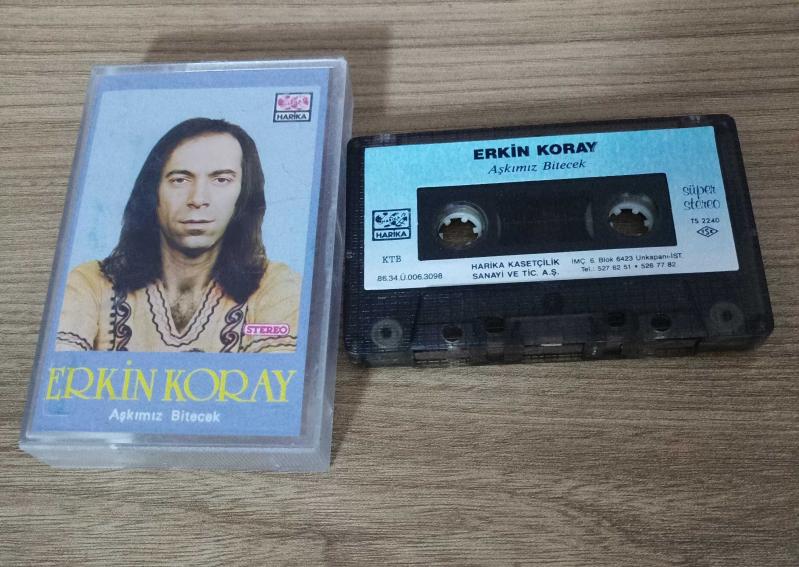 HARİKA
STEREO
ERKİN KORAY
Aşkımız Bitecek
ERKİN KORAY
Aşkımız Bitecek
süper
stereo
TS 2240
TSE
HARİKA
KTB
86.34.Ü.006.3098
HARİKA KASETÇİLİK
SANAYİ VE TİC. A.Ş.
İMÇ 6. Blok 6423 Unkapanı-İST.
Tel.: 527 62 51 • 526 77 82